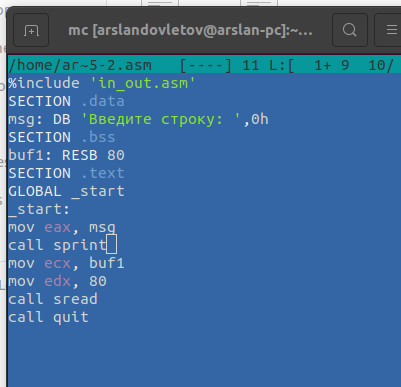 mc [arslandovletov@arslan-pc]:~...
/home/ar~5-2.asm [----] 11 L:[ 1+ 9 10/
%include 'in_out.asm'
SECTION .data
msg: DB 'Введите строку: ',0h
SECTION .bss
buf1: RESB 80
SECTION .text
GLOBAL _start
_start:
mov eax, msg
call sprint
mov ecx, buf1
mov edx, 80
call sread
call quit